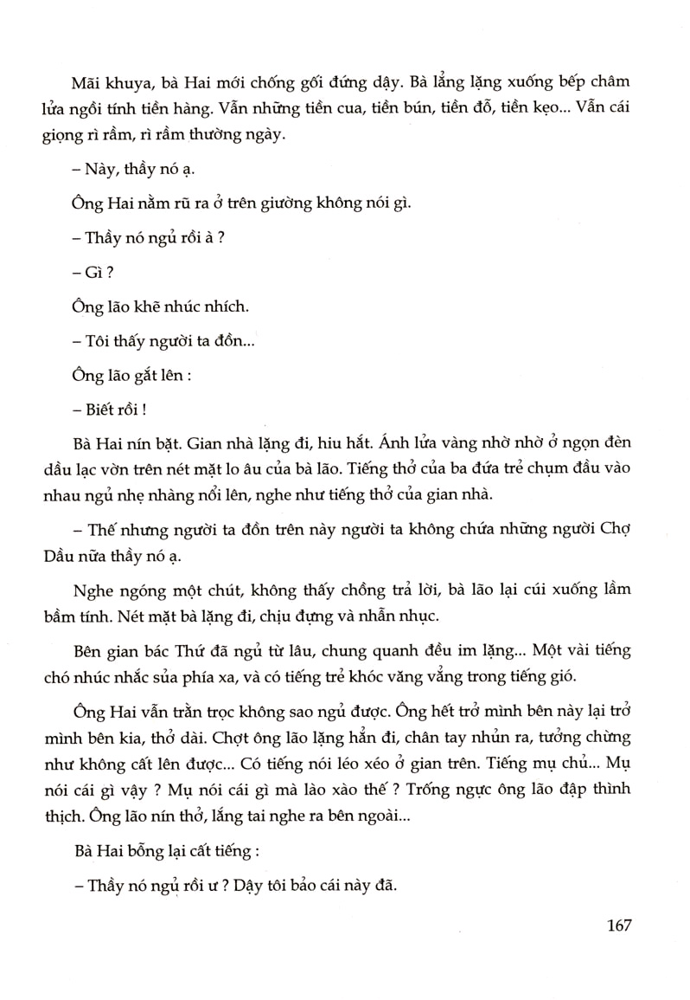 Mãi khuya, bà Hai mới chống gối đứng dậy. Bà lẳng lặng xuống bếp châm
lửa ngồi tính tiền hàng. Vẫn những tiền cua, tiền bún, tiền đỗ, tiền kẹo... Vẫn cái
giọng rì rầm, rì rầm thường ngày.
– Này, thầy nó ạ.
Ông Hai nằm rũ ra ở trên giường không nói gì.
– Thầy nó ngủ rồi à ?
– Gì ?
Ông lão khẽ nhúc nhích.
– Tôi thấy người ta đồn...
Ông lão gắt lên :
– Biết rồi !
Bà Hai nín bặt. Gian nhà lặng đi, hiu hắt. Ánh lửa vàng nhờ nhờ ở ngọn đèn
dầu lạc vờn trên nét mặt lo âu của bà lão. Tiếng thở của ba đứa trẻ chụm đầu vào
nhau ngủ nhẹ nhàng nổi lên, nghe như tiếng thở của gian nhà.
– Thế nhưng người ta đồn trên này người ta không chứa những người Chợ
Dầu nữa thầy nó ạ.
Nghe ngóng một chút, không thấy chồng trả lời, bà lão lại cúi xuống lầm
bầm tính. Nét mặt bà lặng đi, chịu đựng và nhẫn nhục.
Bên gian bác Thứ đã ngủ từ lâu, chung quanh đều im lặng... Một vài tiếng
chó nhúc nhắc sủa phía xa, và có tiếng trẻ khóc văng vẳng trong tiếng gió.
Ông Hai vẫn trằn trọc không sao ngủ được. Ông hết trở mình bên này lại trở
mình bên kia, thở dài. Chợt ông lão lặng hẳn đi, chân tay nhủn ra, tưởng chừng
như không cất lên được... Có tiếng nói léo xéo ở gian trên. Tiếng mụ chủ... Mụ
nói cái gì vậy ? Mụ nói cái gì mà lào xào thế ? Trống ngực ông lão đập thình
thịch. Ông lão nín thở, lắng tai nghe ra bên ngoài...
Bà Hai bỗng lại cất tiếng :
– Thầy nó ngủ rồi ư ? Dậy tôi bảo cái này đã.
167